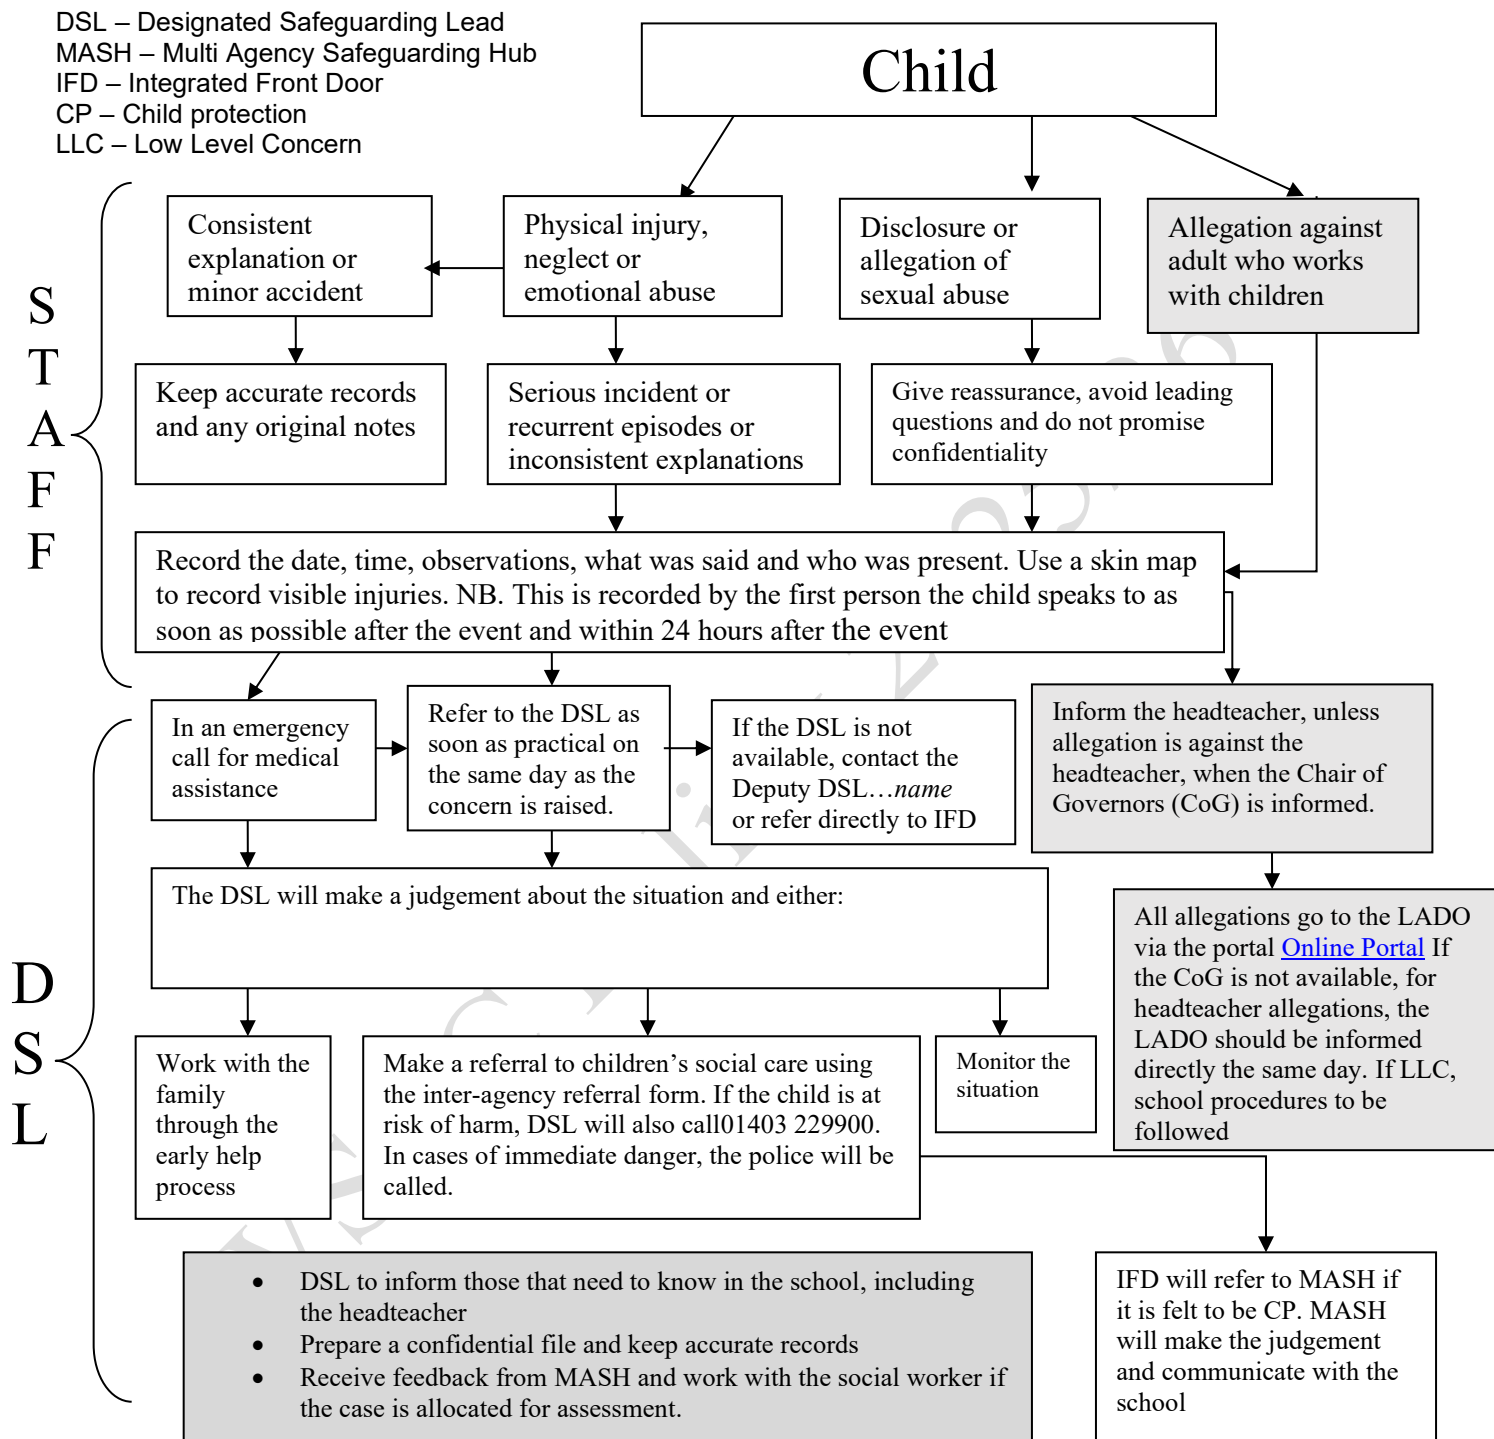 DSL – Designated Safeguarding Lead
MASH – Multi Agency Safeguarding Hub
IFD – Integrated Front Door
CP – Child protection
LLC – Low Level Concern
Child
S
T
A
F
F
Consistent
explanation or
minor accident
Physical injury,
neglect or
emotional abuse
Disclosure or
allegation of
sexual abuse
Allegation against
adult who works
with children
Keep accurate records
and any original notes
Serious incident or
recurrent episodes or
inconsistent explanations
Give reassurance, avoid leading
questions and do not promise
confidentiality
Record the date, time, observations, what was said and who was present. Use a skin map
to record visible injuries. NB. This is recorded by the first person the child speaks to as
soon as possible after the event and within 24 hours after the event
D
S
L
In an emergency
call for medical
assistance
Refer to the DSL as
soon as practical on
the same day as the
concern is raised.
If the DSL is not
available, contact the
Deputy DSL…name
or refer directly to IFD
Inform the headteacher, unless
allegation is against the
headteacher, when the Chair of
Governors (CoG) is informed.
The DSL will make a judgement about the situation and either:
All allegations go to the LADO
via the portal Online Portal If
the CoG is not available, for
headteacher allegations, the
LADO should be informed
directly the same day. If LLC,
school procedures to be
followed
Work with the
family
through the
early help
process
Make a referral to children’s social care using
the inter-agency referral form. If the child is at
risk of harm, DSL will also call01403 229900.
In cases of immediate danger, the police will be
called.
Monitor the
situation
• DSL to inform those that need to know in the school, including
the headteacher
• Prepare a confidential file and keep accurate records
• Receive feedback from MASH and work with the social worker if
the case is allocated for assessment.
IFD will refer to MASH if
it is felt to be CP. MASH
will make the judgement
and communicate with the
school